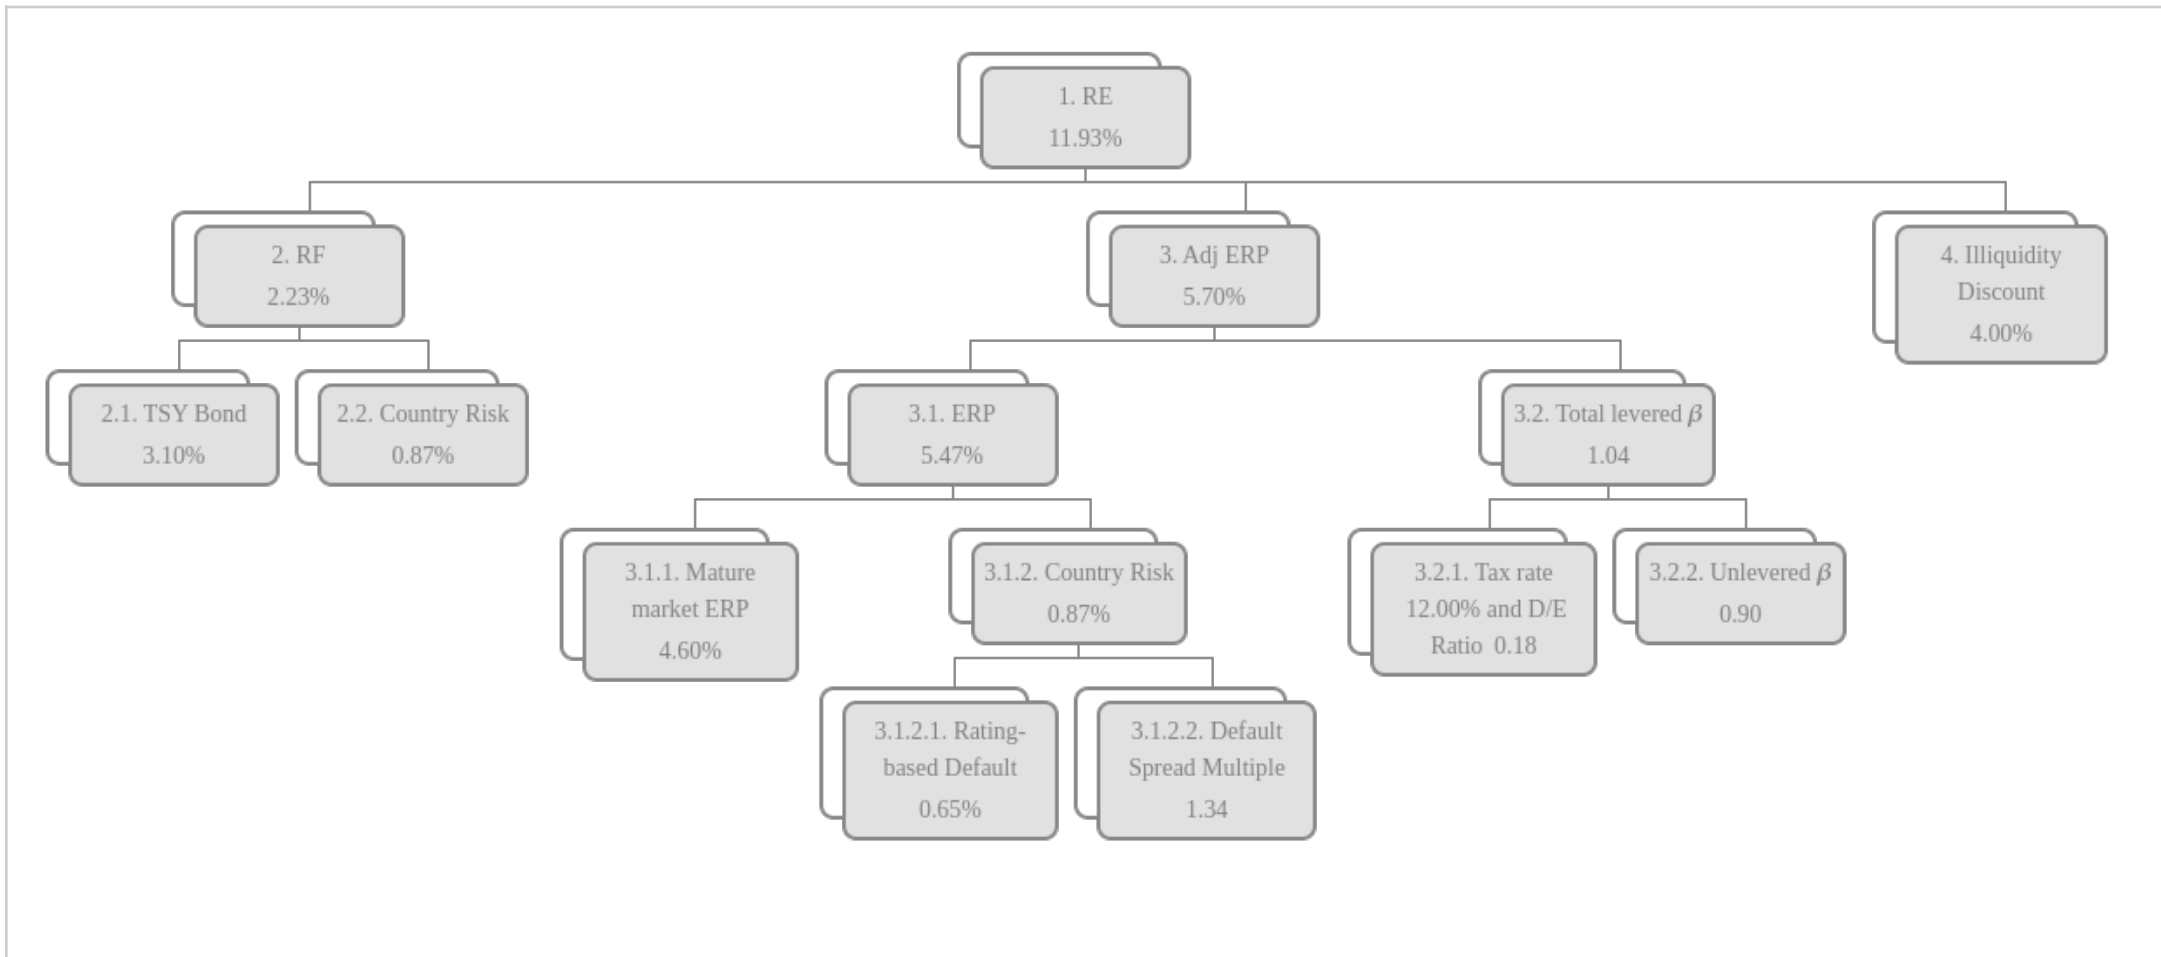 1. RE
11.93%
2. RF
2.23%
3. Adj ERP
5.70%
4. Illiquidity
Discount
4.00%
2.1. TSY Bond
3.10%
2.2. Country Risk
0.87%
3.1. ERP
5.47%
3.2. Total levered β
1.04
3.1.1. Mature
market ERP
4.60%
3.1.2. Country Risk
0.87%
3.2.1. Tax rate
12.00% and D/E
Ratio 0.18
3.2.2. Unlevered β
0.90
3.1.2.1. Rating-
based Default
0.65%
3.1.2.2. Default
Spread Multiple
1.34